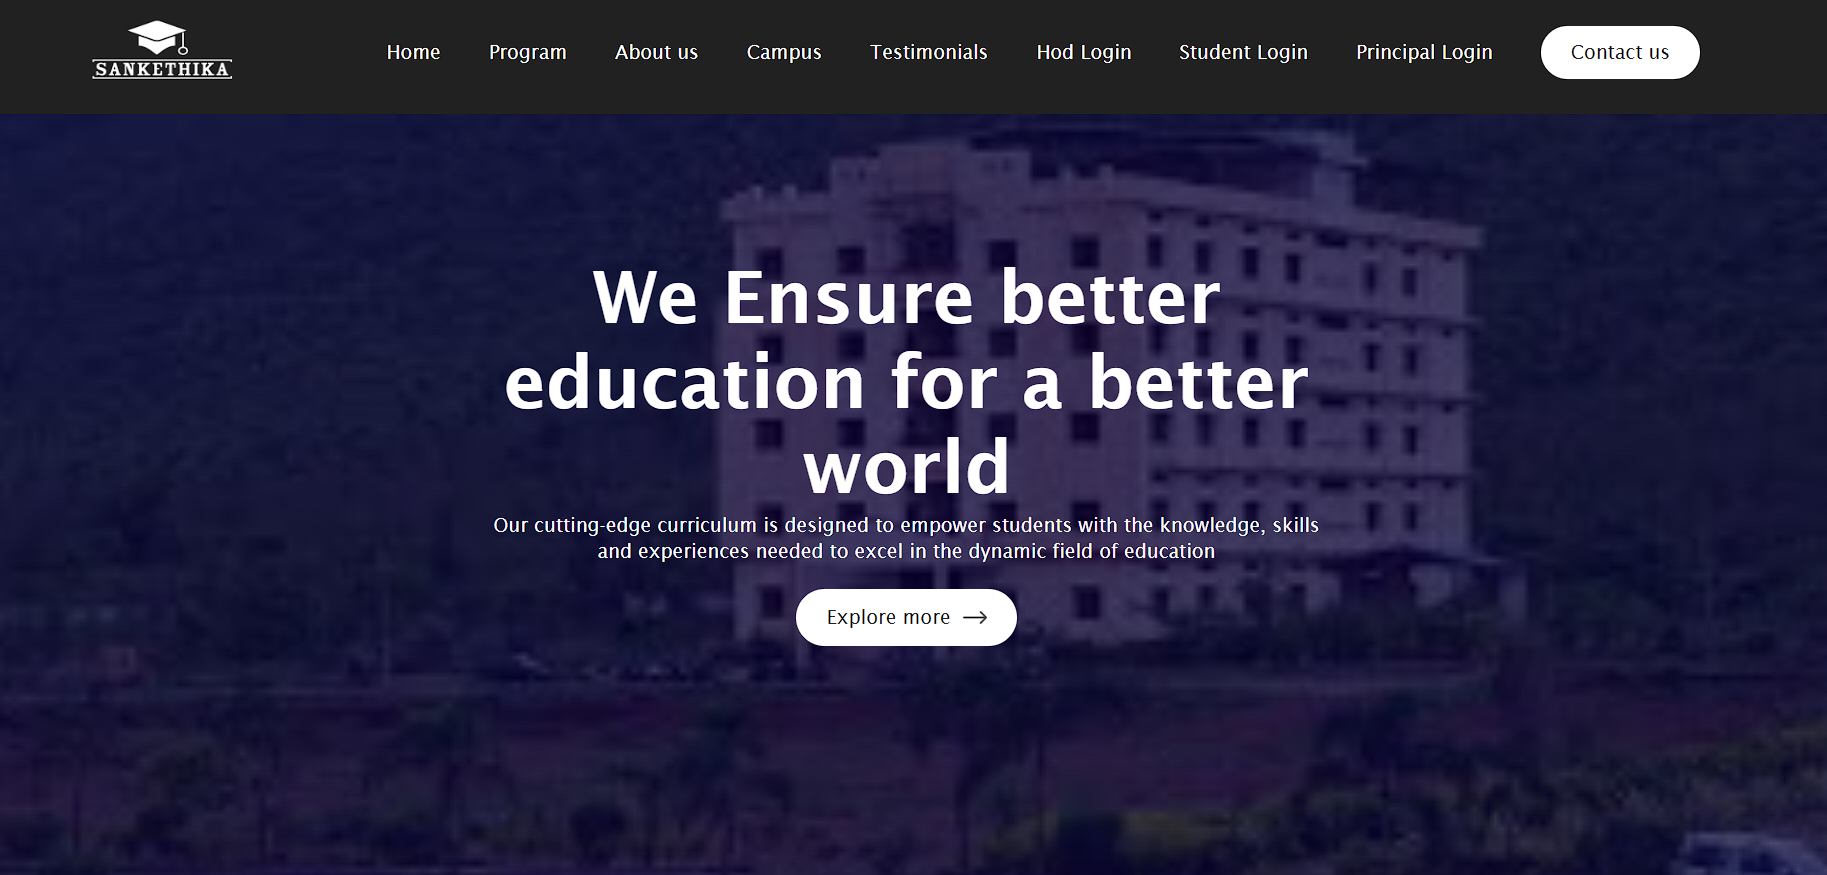 SANKETHIKA
Home Program About us Campus Testimonials Hod Login Student Login Principal Login Contact us
We Ensure better
education for a better
world
Our cutting-edge curriculum is designed to empower students with the knowledge, skills
and experiences needed to excel in the dynamic field of education
Explore more →